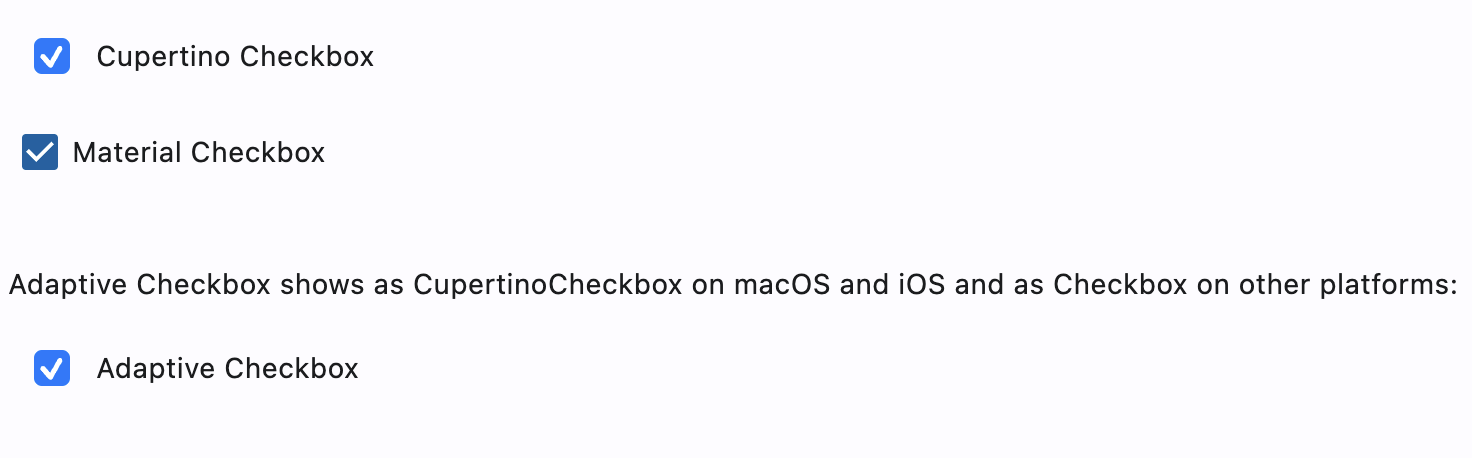 Cupertino Checkbox
Material Checkbox
Adaptive Checkbox shows as CupertinoCheckbox on macOS and iOS and as Checkbox on other platforms:
Adaptive Checkbox